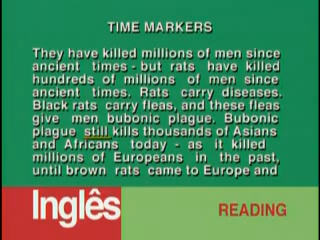 TIME MARKERS
They have killed millions of men since
ancient times - but rats have killed
hundreds of millions of men since
ancient times. Rats carry diseases.
Black rats carry fleas, and these fleas
give men bubonic plague. Bubonic
plague still kills thousands of Asians
and Africans today - as it killed
millions of Europeans in the past,
until brown rats came to Europe and
Inglês
READING